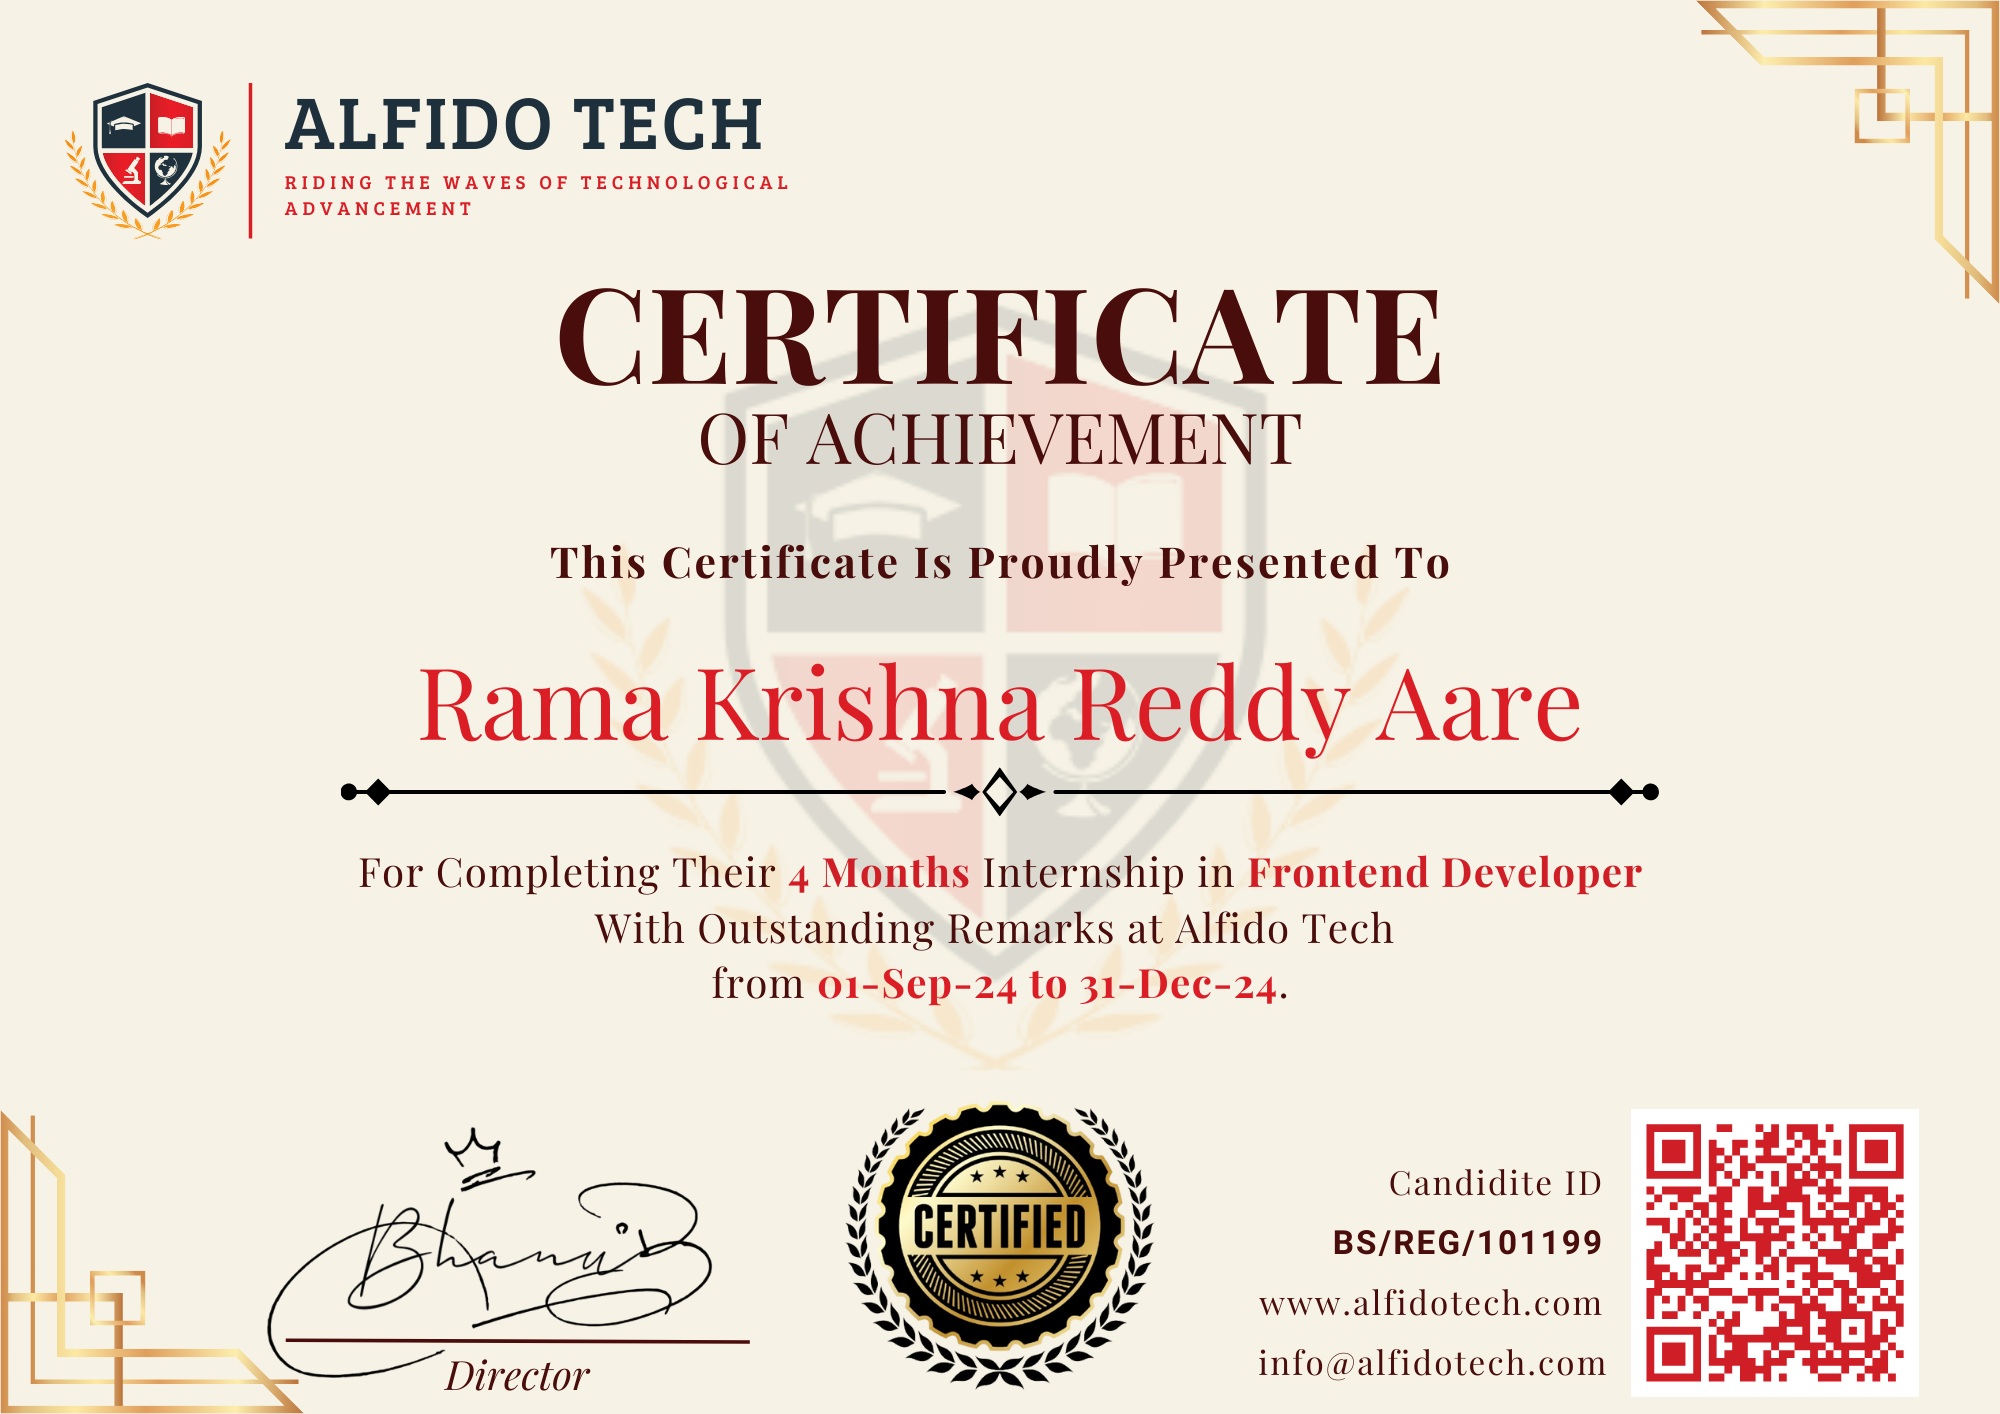 ALFIDO TECH
RIDING THE WAVES OF TECHNOLOGICAL
ADVANCEMENT
CERTIFICATE
OF ACHIEVEMENT
This Certificate Is Proudly Presented To
Rama Krishna Reddy Aare
For Completing Their 4 Months Internship in Frontend Developer
With Outstanding Remarks at Alfido Tech
from 01-Sep-24 to 31-Dec-24.
Bhanu B
Director
CERTIFIED
Candidite ID
BS/REG/101199
www.alfidotech.com
info@alfidotech.com